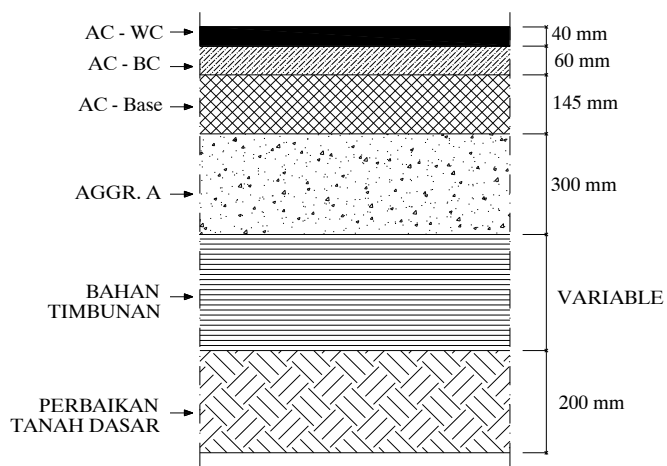 AC - WC
40 mm
AC - BC
60 mm
AC - Base
145 mm
AGGR. A
300 mm
BAHAN
TIMBUNAN
VARIABLE
PERBAIKAN
TANAH DASAR
200 mm